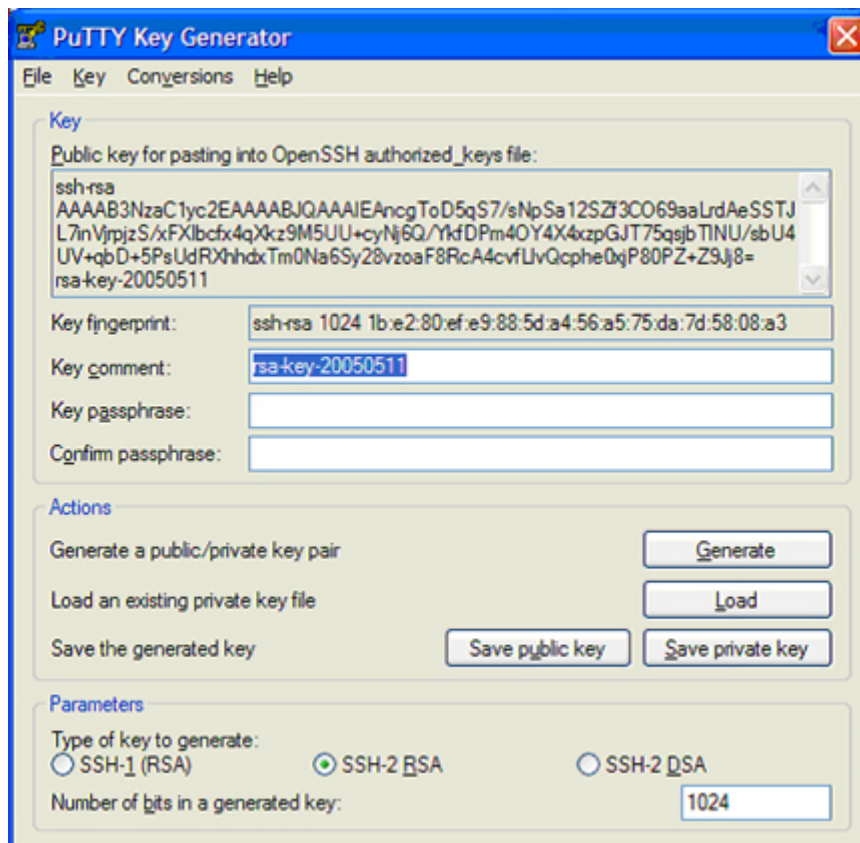 PuTTY Key Generator
File Key Conversions Help
Key
Public key for pasting into OpenSSH authorized_keys file:
ssh-rsa
AAAAB3NzaC1yc2EAAAABJQAAAIEAncgToD5qS7/sNpSa12SZf3CO69aaLrdAeSSTJ
L7inVjrpjzS/xFXlbcfx4qXkz9M5UU+cyNj6Q/YkfDPm4OY4X4xzpGJT75qsjbTlNU/sbU4
UV+qbD+5PsUdRXhhdxTm0Na6Sy28vzoaF8RcA4cvfLlvQcphe0xjP80PZ+Z9Jj8=
rsa-key-20050511
Key fingerprint: ssh-rsa 1024 1b:e2:80:ef:e9:88:5d:a4:56:a5:75:da:7d:58:08:a3
Key comment: rsa-key-20050511
Key passphrase:
Confirm passphrase:
Actions
Generate a public/private key pair Generate
Load an existing private key file Load
Save the generated key Save public key Save private key
Parameters
Type of key to generate:
SSH-1 (RSA) SSH-2 RSA SSH-2 DSA
Number of bits in a generated key: 1024